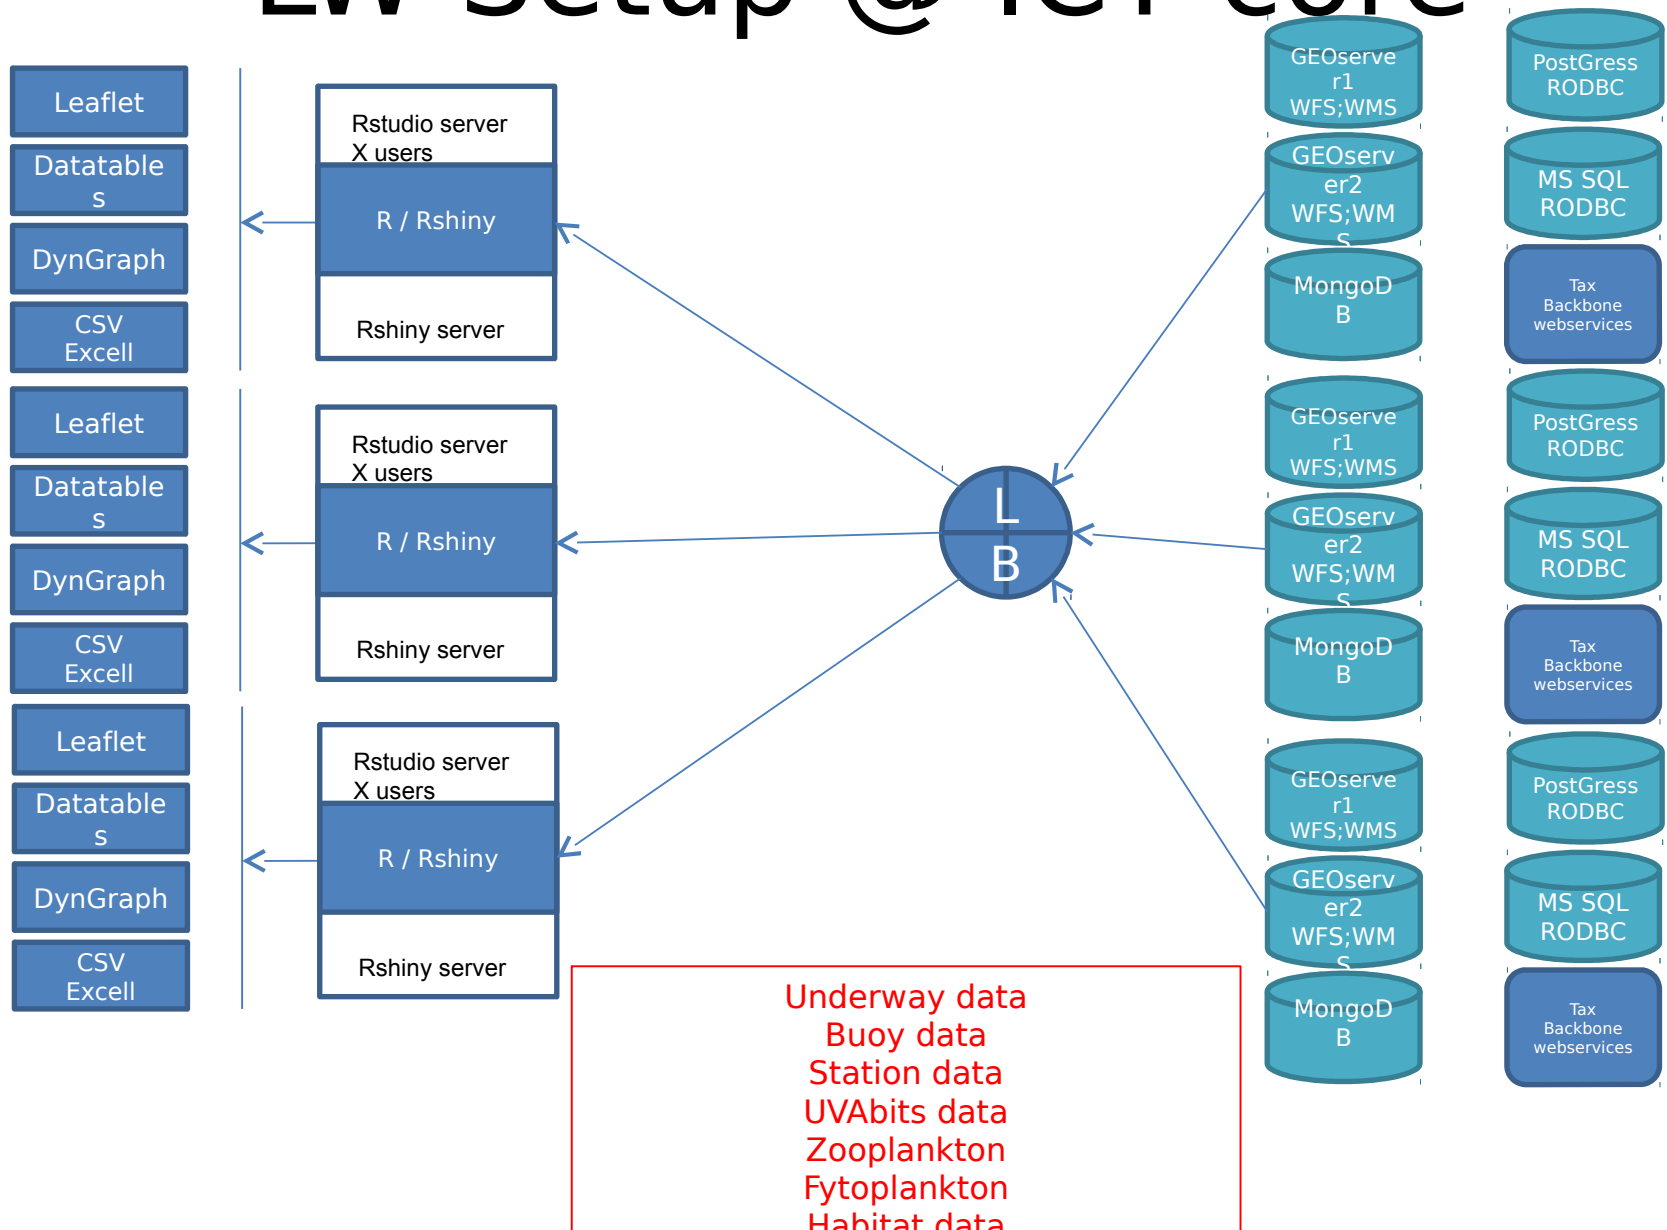 LW Setup @ ICT core
Leaflet
Datatable
s
DynGraph
CSV
Excell
Rstudio server
X users
R / Rshiny
Rshiny server
GEOserve
r1
WFS;WMS
GEOserv
er2
WFS;WM
S
MongoD
B
PostGress
RODBC
MS SQL
RODBC
Tax
Backbone
webservices
Leaflet
Datatable
s
DynGraph
CSV
Excell
Rstudio server
X users
R / Rshiny
Rshiny server
L
B
GEOserve
r1
WFS;WMS
GEOserv
er2
WFS;WM
S
MongoD
B
PostGress
RODBC
MS SQL
RODBC
Tax
Backbone
webservices
Leaflet
Datatable
s
DynGraph
CSV
Excell
Rstudio server
X users
R / Rshiny
Rshiny server
GEOserve
r1
WFS;WMS
GEOserv
er2
WFS;WM
S
MongoD
B
PostGress
RODBC
MS SQL
RODBC
Tax
Backbone
webservices
Underway data
Buoy data
Station data
UVAbits data
Zooplankton
Fytoplankton
Habitat data